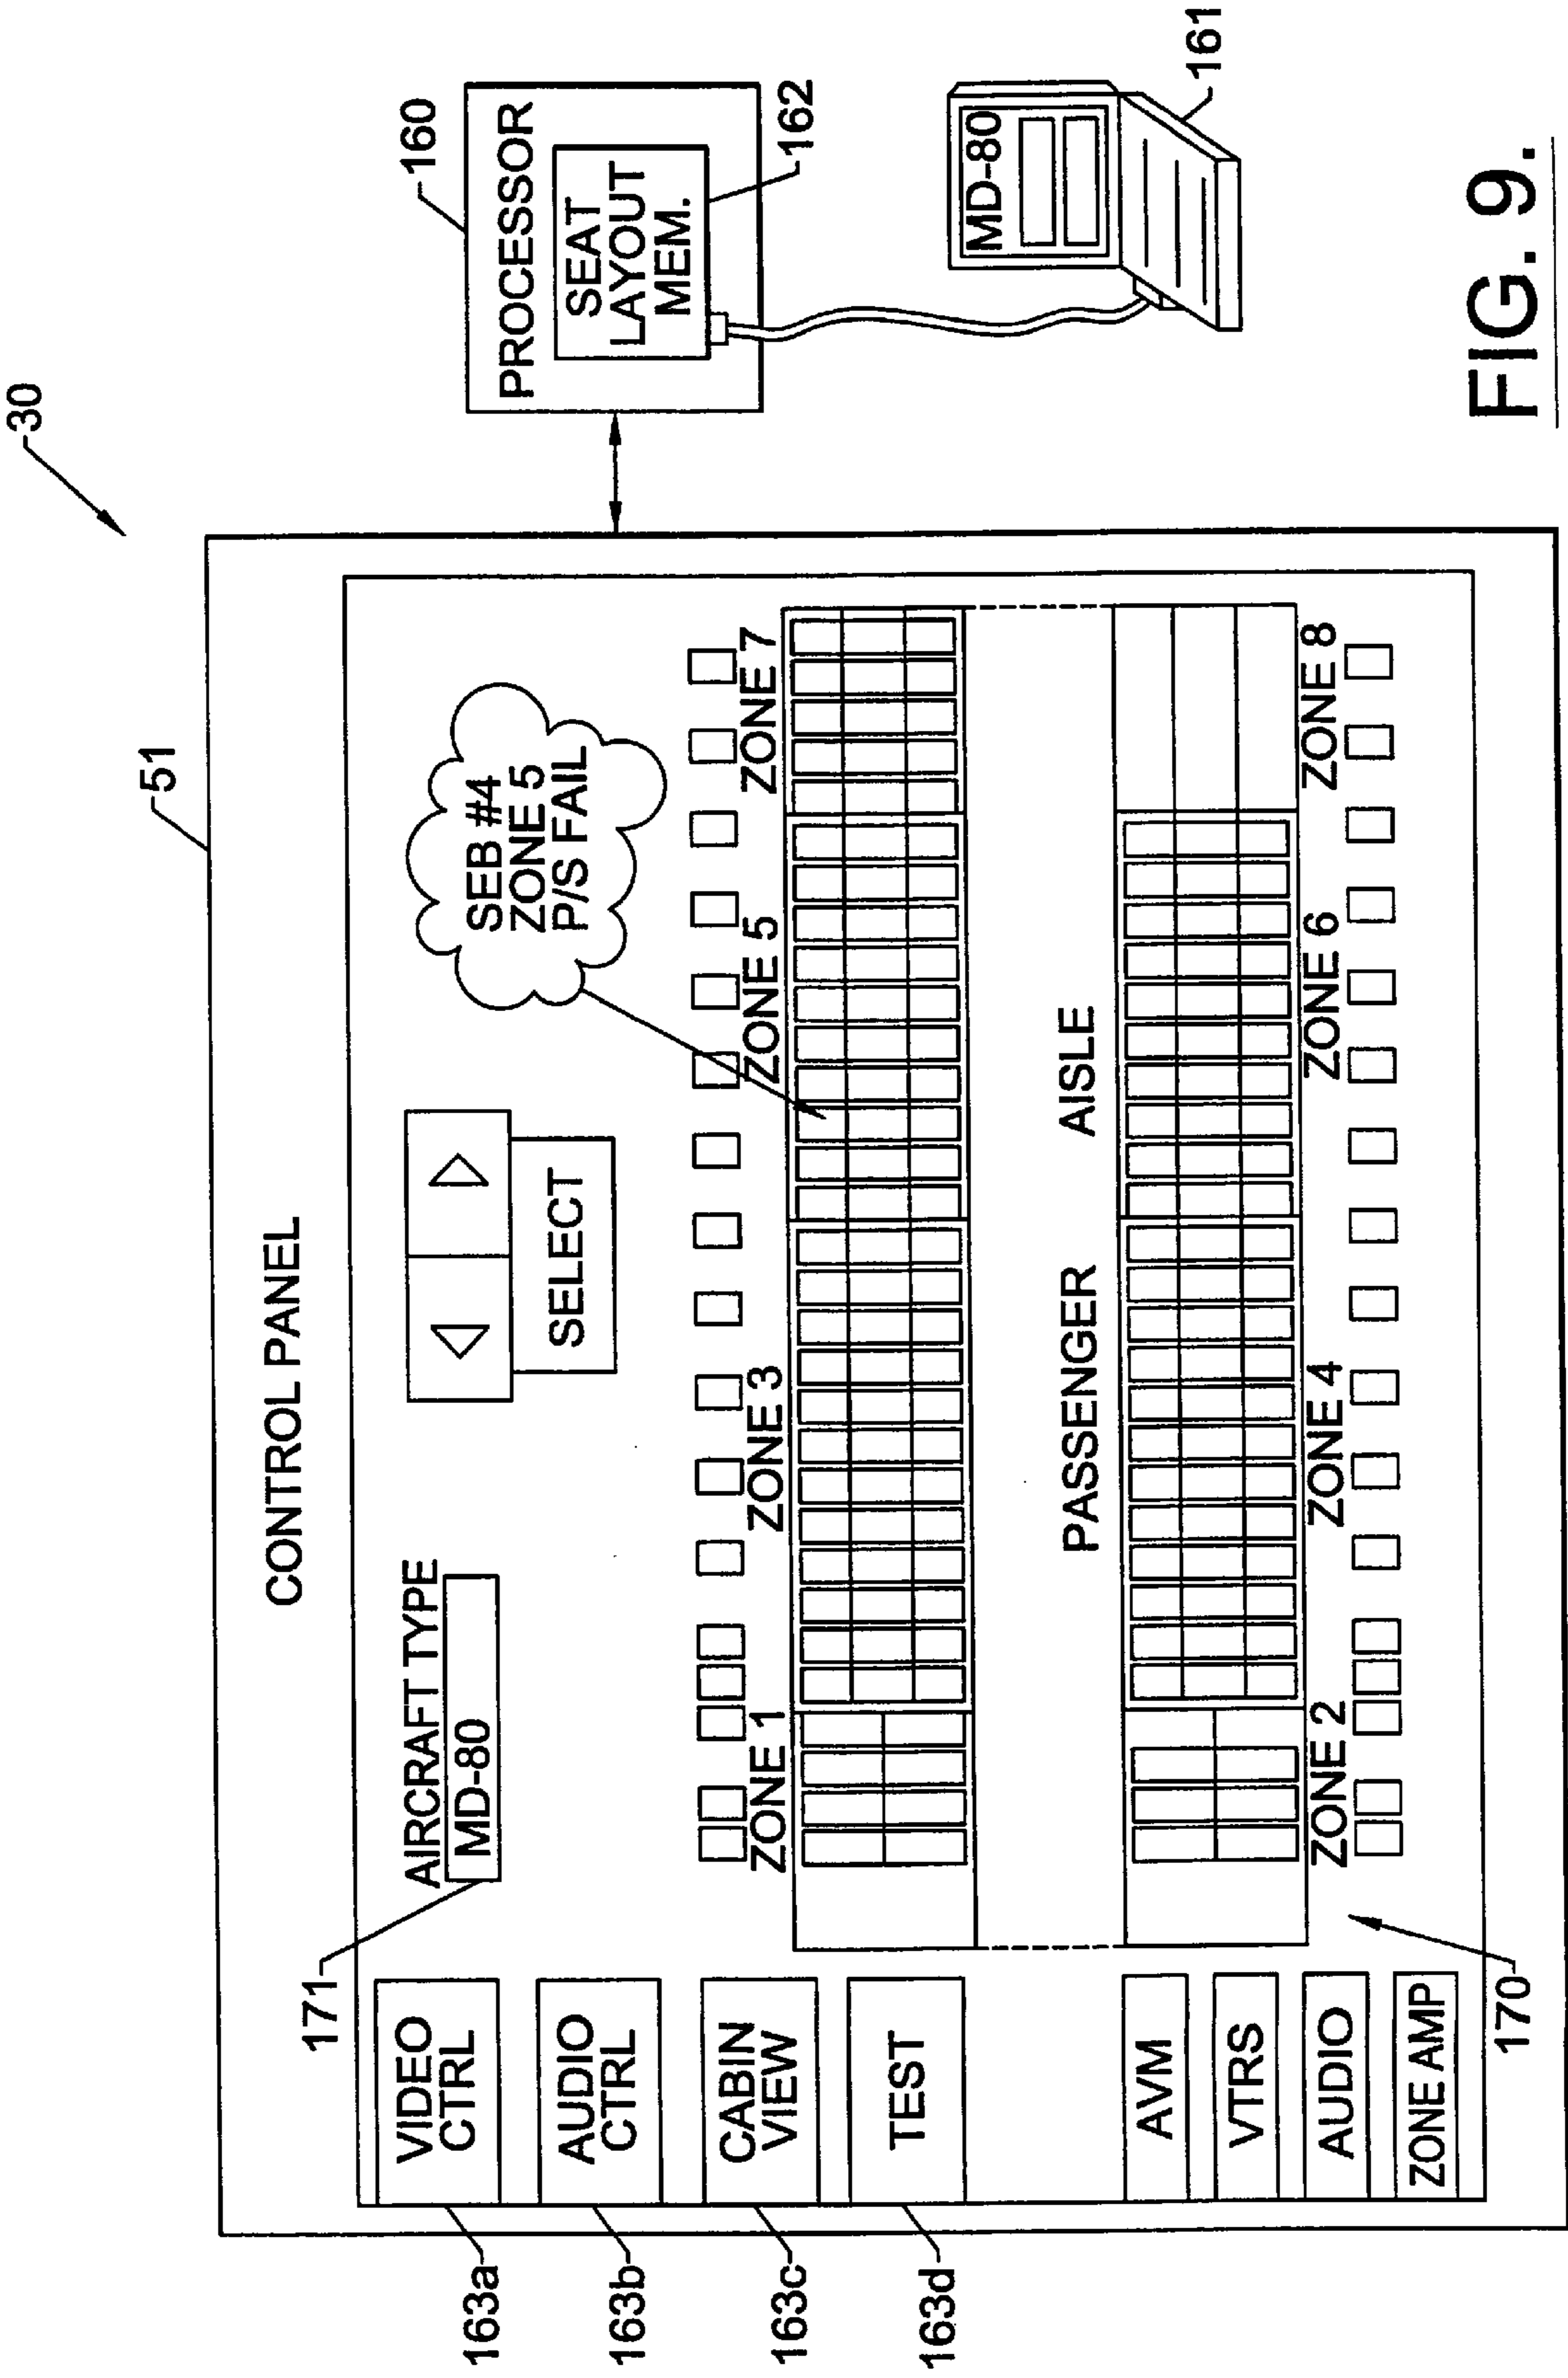 30
51
CONTROL PANEL
171
AIRCRAFT TYPE
MD-80
SELECT
SEB #4
ZONE 5
P/S FAIL
VIDEO
CTRL
163a
AUDIO
CTRL
163b
CABIN
VIEW
163c
TEST
163d
ZONE 1
ZONE 3
ZONE 5
ZONE 7
PASSENGER AISLE
ZONE 2
ZONE 4
ZONE 6
ZONE 8
AVM
VTRS
AUDIO
ZONE AMP
170
160
PROCESSOR
SEAT
LAYOUT
MEM.
162
MD-80
161
FIG. 9.